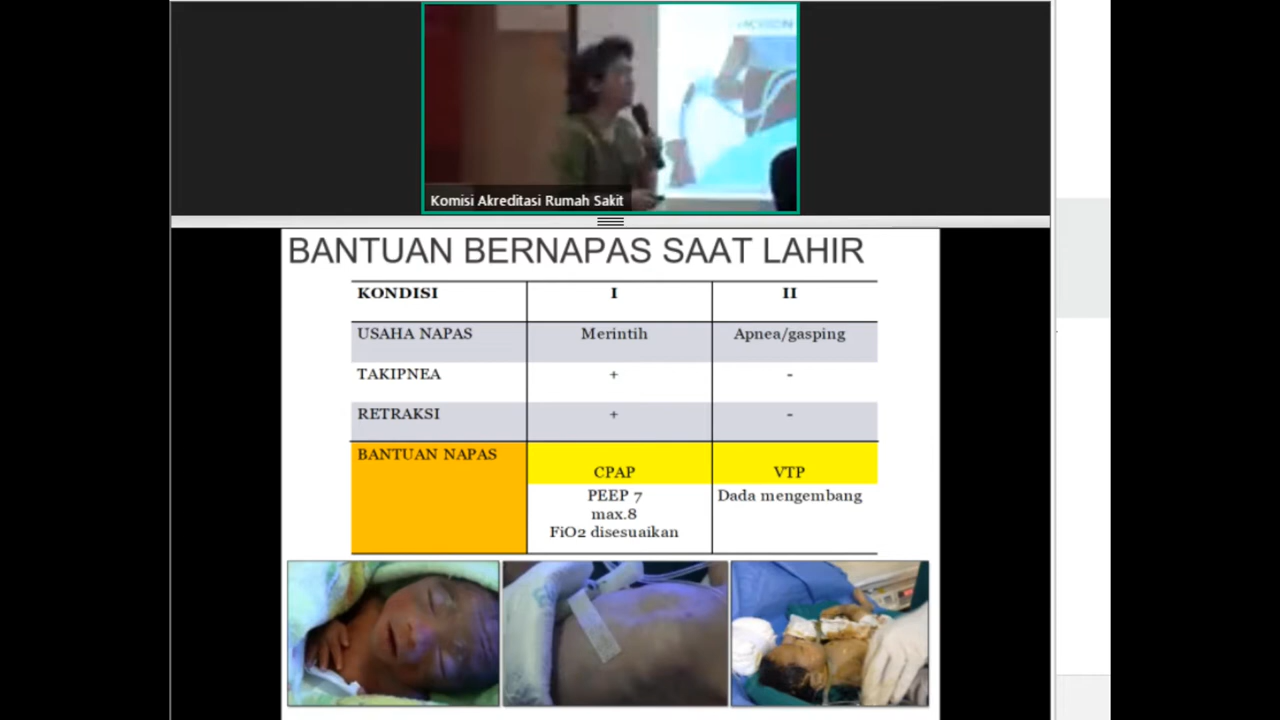 Komisi Akreditasi Rumah Sakit
BANTUAN BERNAPAS SAAT LAHIR
KONDISI I II
USAHA NAPAS Merintih Apnea/gasping
TAKIPNEA + -
RETRAKSI + -
BANTUAN NAPAS CPAP VTP
PEEP 7 Dada mengembang
max.8
FiO2 disesuaikan